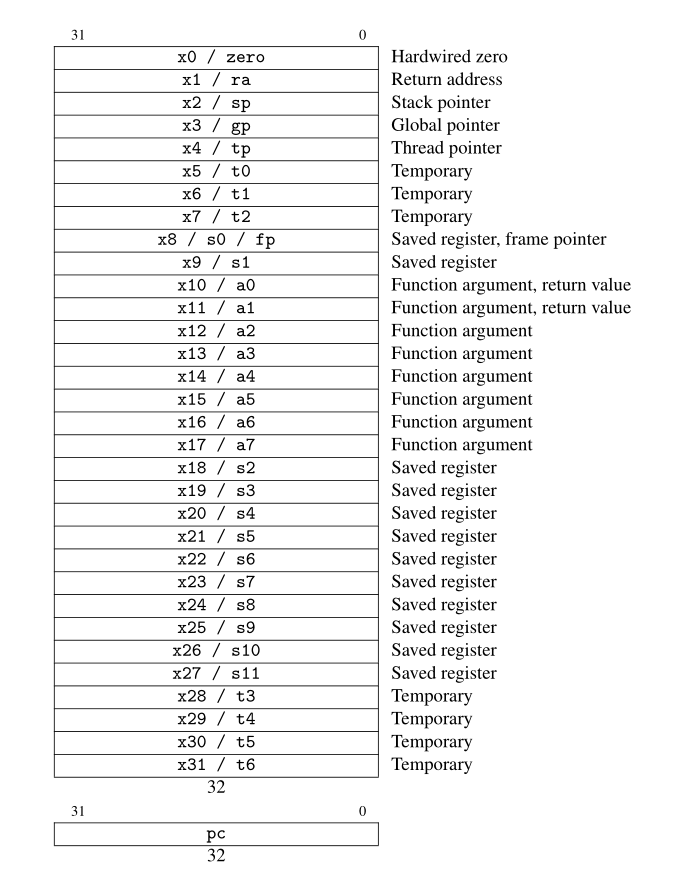 31 0
x0 / zero Hardwired zero
x1 / ra Return address
x2 / sp Stack pointer
x3 / gp Global pointer
x4 / tp Thread pointer
x5 / t0 Temporary
x6 / t1 Temporary
x7 / t2 Temporary
x8 / s0 / fp Saved register, frame pointer
x9 / s1 Saved register
x10 / a0 Function argument, return value
x11 / a1 Function argument, return value
x12 / a2 Function argument
x13 / a3 Function argument
x14 / a4 Function argument
x15 / a5 Function argument
x16 / a6 Function argument
x17 / a7 Function argument
x18 / s2 Saved register
x19 / s3 Saved register
x20 / s4 Saved register
x21 / s5 Saved register
x22 / s6 Saved register
x23 / s7 Saved register
x24 / s8 Saved register
x25 / s9 Saved register
x26 / s10 Saved register
x27 / s11 Saved register
x28 / t3 Temporary
x29 / t4 Temporary
x30 / t5 Temporary
x31 / t6 Temporary
32
31 0
pc
32